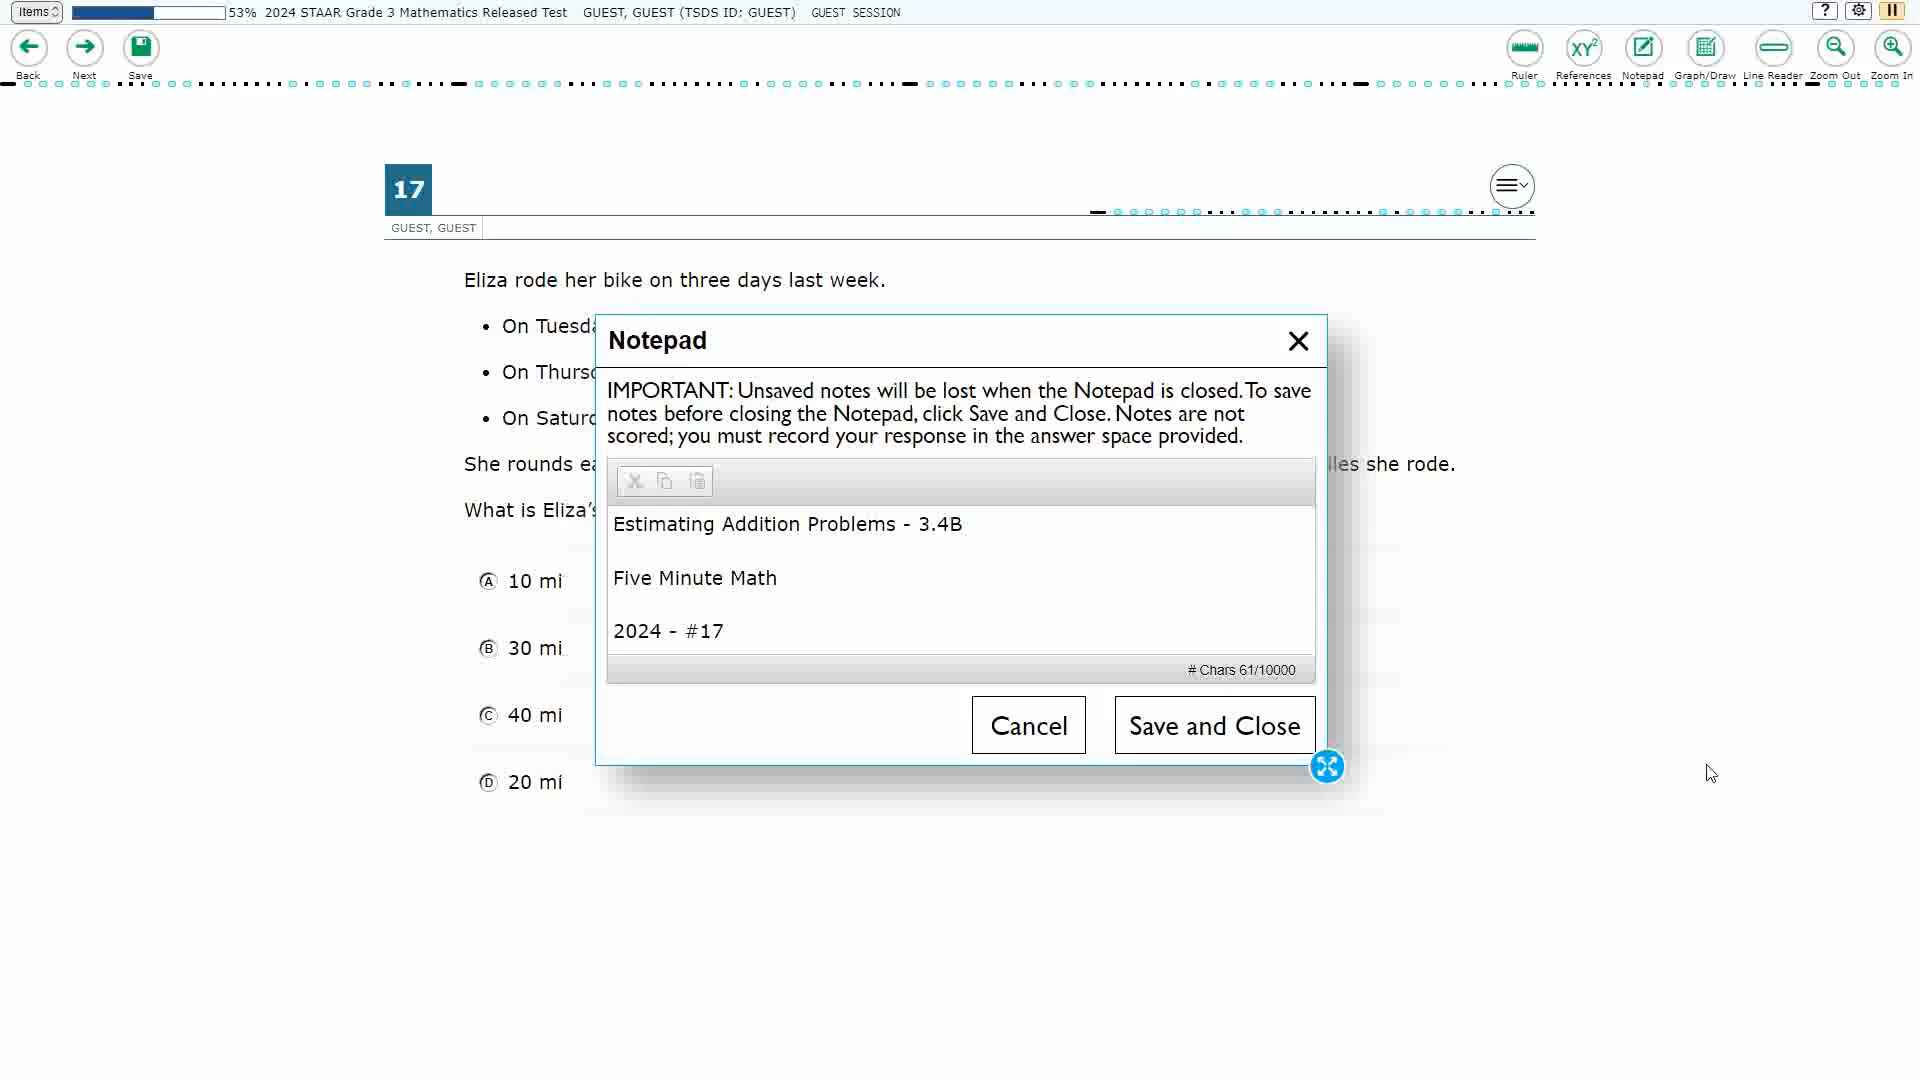 Items 53% 2024 STAAR Grade 3 Mathematics Released Test GUEST, GUEST (TSDS ID: GUEST) GUEST SESSION ?
Back Next Save Ruler XY² References Notepad Graph/Draw Line Reader Zoom Out Zoom In
17
GUEST, GUEST
Eliza rode her bike on three days last week.
• On
• On
• On
She rounds she rode.
What is Eliza's
A 10 mi
B 30 mi
C 40 mi
D 20 mi
Notepad
IMPORTANT: Unsaved notes will be lost when the Notepad is closed. To save
notes before closing the Notepad, click Save and Close. Notes are not
scored; you must record your response in the answer space provided.
Estimating Addition Problems - 3.4B
Five Minute Math
2024 - #17
# Chars 61/10000
Cancel Save and Close